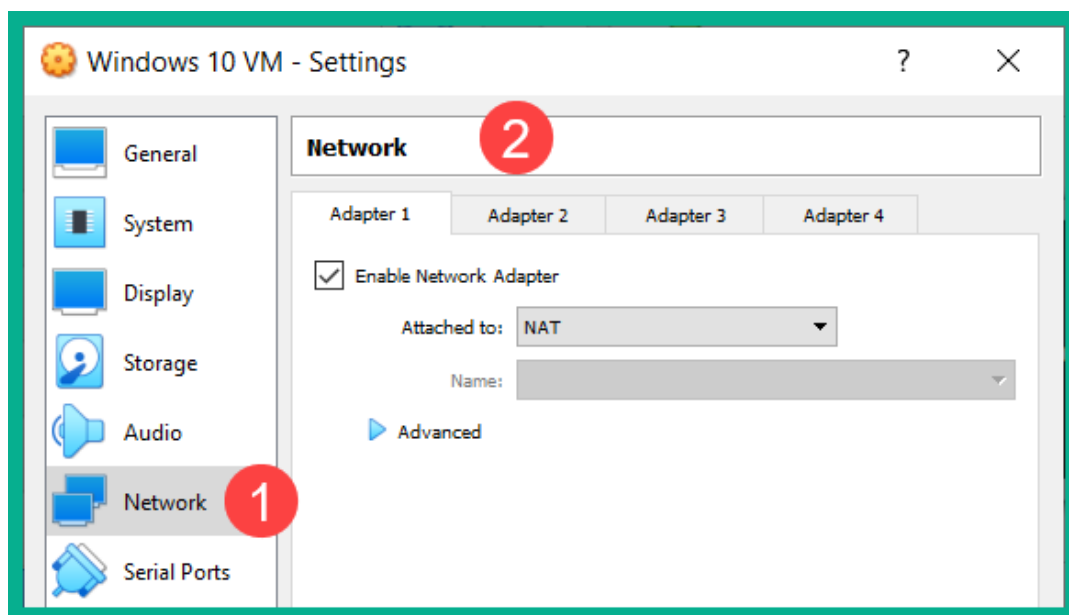 Windows 10 VM - Settings
?
General
System
Display
Storage
Audio
Network
1
Serial Ports
Network
2
Adapter 1
Adapter 2
Adapter 3
Adapter 4
Enable Network Adapter
Attached to: NAT
Name:
Advanced